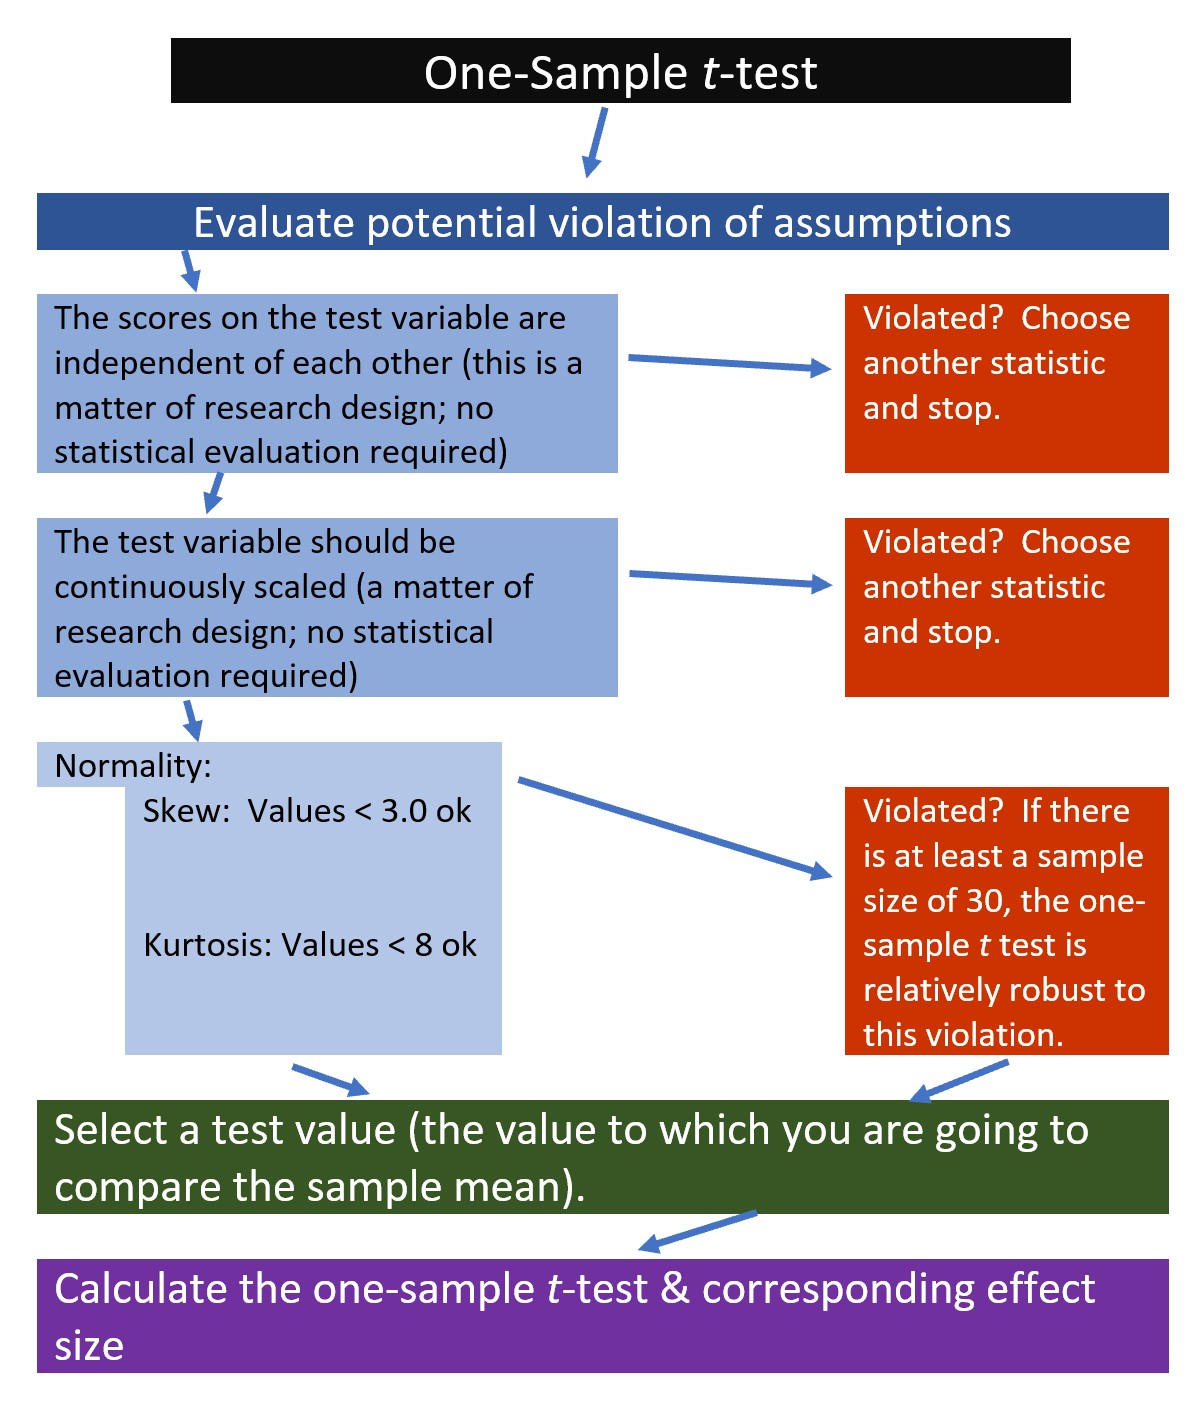 One-Sample t-test
Evaluate potential violation of assumptions
The scores on the test variable are
independent of each other (this is a
matter of research design; no
statistical evaluation required)
Violated?  Choose
another statistic
and stop.
The test variable should be
continuously scaled (a matter of
research design; no statistical
evaluation required)
Violated?  Choose
another statistic
and stop.
Normality:
Skew:  Values < 3.0 ok
Kurtosis: Values < 8 ok
Violated?  If there
is at least a sample
size of 30, the one-
sample t test is
relatively robust to
this violation.
Select a test value (the value to which you are going to
compare the sample mean).
Calculate the one-sample t-test & corresponding effect
size